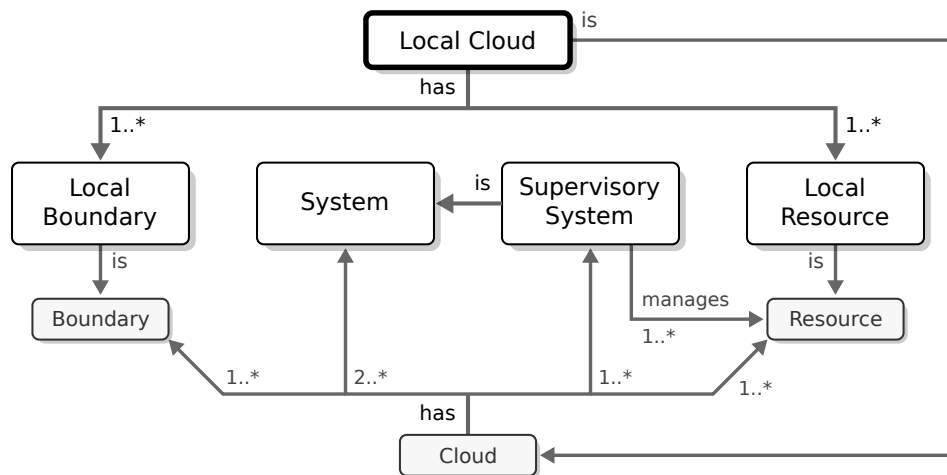 is
Local Cloud
has
1..*
1..*
Local
Boundary
System
is
Supervisory
System
Local
Resource
is
is
Boundary
manages
1..*
Resource
1..*
2..*
1..*
1..*
has
Cloud